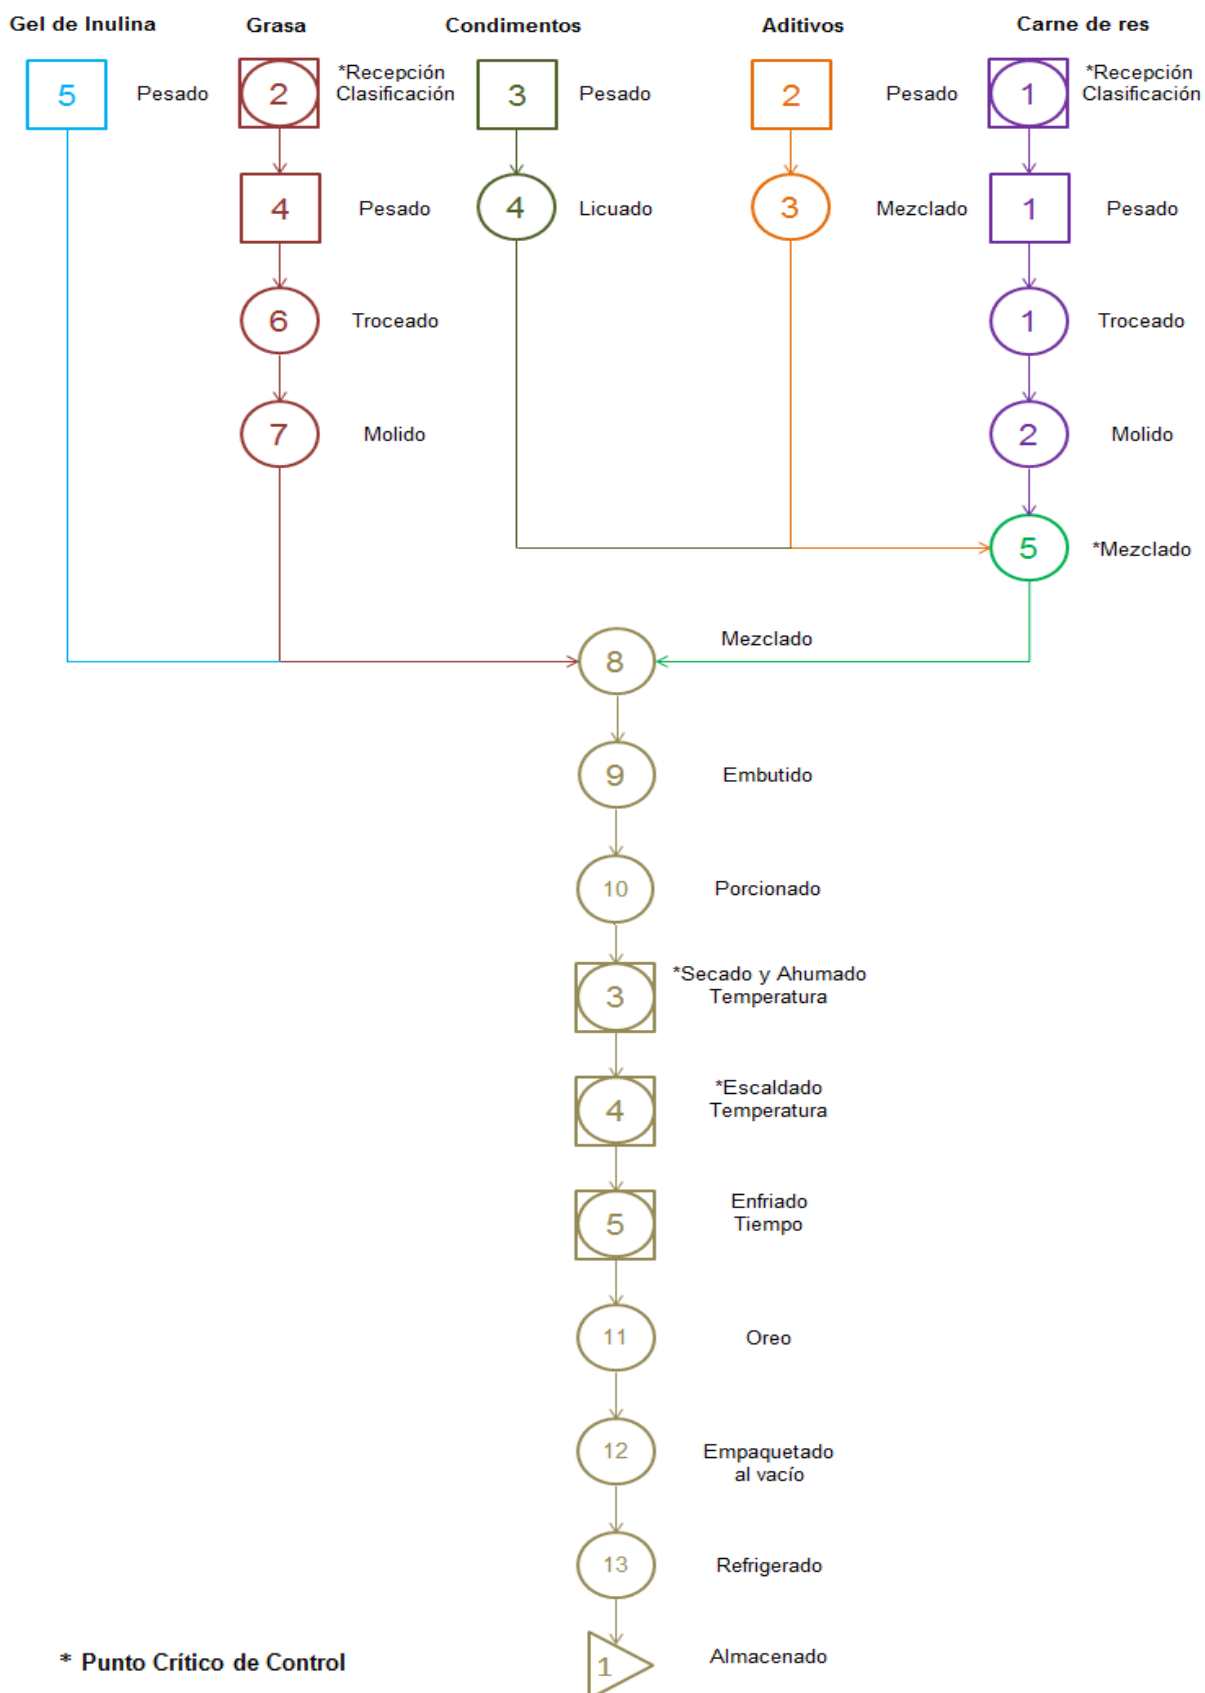 Gel de Inulina Grasa Condimentos Aditivos Carne de res
5 Pesado 2 *Recepción Clasificación 3 Pesado 2 Pesado 1 *Recepción Clasificación
4 Pesado 4 Licuado 3 Mezclado 1 Pesado
6 Troceado 1 Troceado
7 Molido 2 Molido
5 *Mezclado
8 Mezclado
9 Embutido
10 Porcionado
3 *Secado y Ahumado
Temperatura
4 *Escaldado
Temperatura
5 Enfriado
Tiempo
11 Oreo
12 Empaquetado
al vacío
13 Refrigerado
1 Almacenado
* Punto Crítico de Control